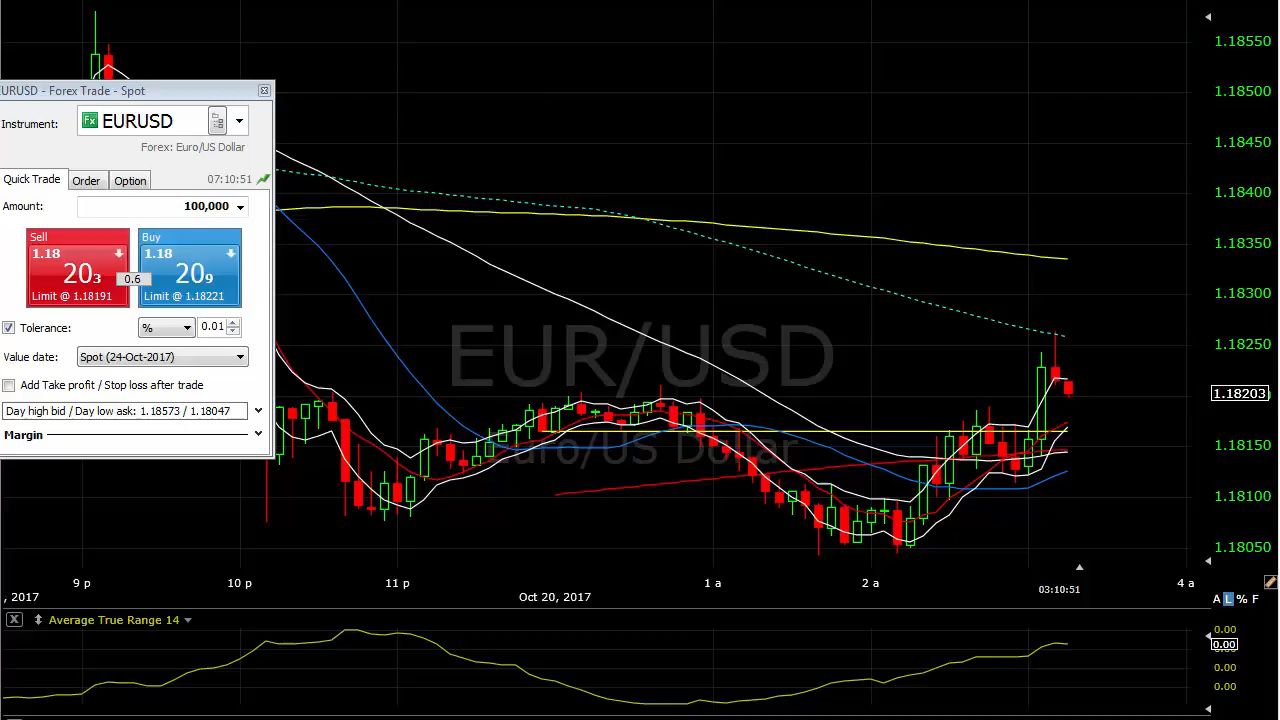 EURUSD - Forex Trade - Spot
Instrument:
Fx EURUSD
Forex: Euro/US Dollar
Quick Trade Order Option 07:10:51
Amount: 100,000
Sell
1.18
203
Limit @ 1.18191
0.6
Buy
1.18
209
Limit @ 1.18221
Tolerance: % 0.01
Value date: Spot (24-Oct-2017)
Add Take profit / Stop loss after trade
Day high bid / Day low ask: 1.18573 / 1.18047
Margin
EUR/USD
Euro/US Dollar
1.18550
1.18500
1.18450
1.18400
1.18350
1.18300
1.18250
1.18203
1.18150
1.18100
1.18050
9 p 10 p 11 p 1 a 2 a 4 a
03:10:51
, 2017 Oct 20, 2017
A L % F
X Average True Range 14
0.00
0.00
0.00
0.00